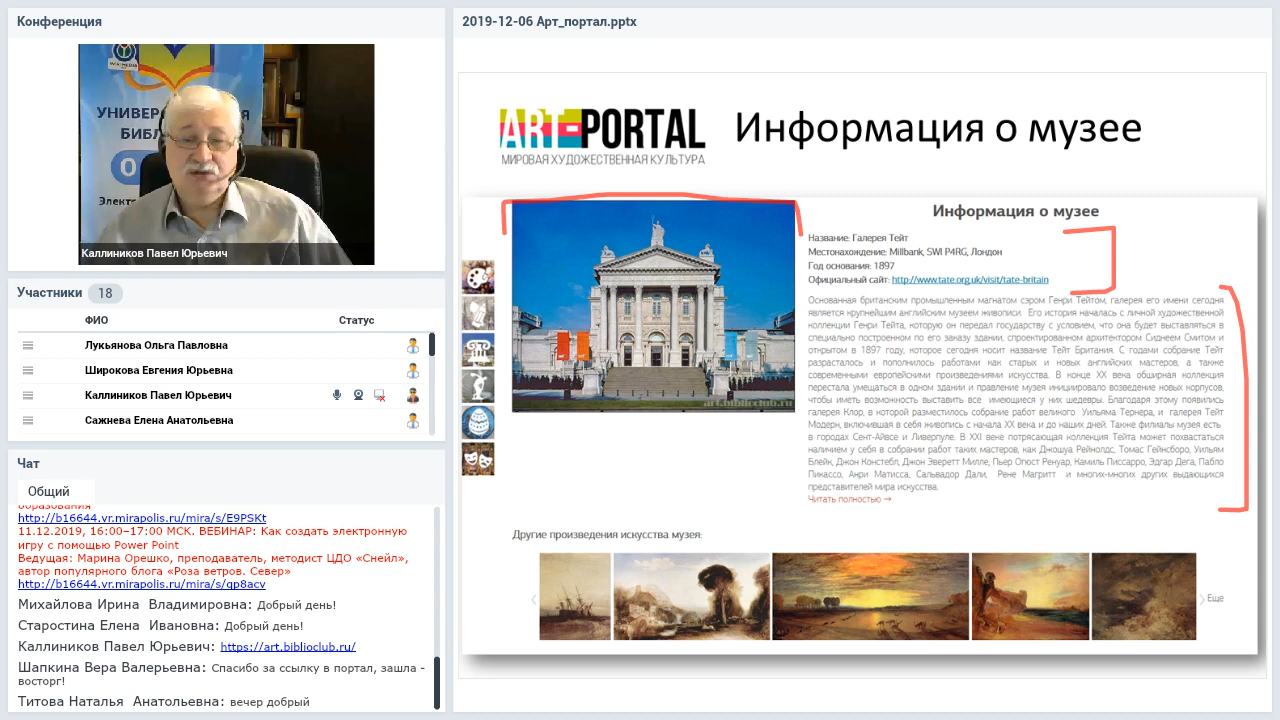 Конференция
УНИВЕР
БИБЛ
Каллиников Павел Юрьевич
Участники 18
ФИО Статус
Лукьянова Ольга Павловна
Широкова Евгения Юрьевна
Каллиников Павел Юрьевич
Сажнева Елена Анатольевна
Чат
Общий
образования
http://b16644.vr.mirapolis.ru/mira/s/E9PSKt
11.12.2019, 16:00–17:00 МСК. ВЕБИНАР: Как создать электронную
игру с помощью Power Point
Ведущая: Марина Орешко, преподаватель, методист ЦДО «Снейл»,
автор популярного блога «Роза ветров. Север»
http://b16644.vr.mirapolis.ru/mira/s/qp8acv
Михайлова Ирина Владимировна: Добрый день!
Старостина Елена Ивановна: Добрый день!
Каллиников Павел Юрьевич: https://art.biblioclub.ru/
Шапкина Вера Валерьевна: Спасибо за ссылку в портал, зашла -
восторг!
Титова Наталья Анатольевна: вечер добрый
2019-12-06 Арт_портал.pptx
ART-PORTAL
МИРОВАЯ ХУДОЖЕСТВЕННАЯ КУЛЬТУРА
Информация о музее
art.biblioclub.ru
Информация о музее
Название: Галерея Тейт
Местонахождение: Millbank, SW1 P4RG, Лондон
Год основания: 1897
Официальный сайт: http://www.tate.org.uk/visit/tate-britain
Основанная британским промышленным магнатом сэром Генри Тейтом, галерея его имени сегодня
является крупнейшим английским музеем живописи. Его история началась с личной художественной
коллекции Генри Тейта, которую он передал государству с условием, что она будет выставляться в
специально построенном по его заказу здании, спроектированном архитектором Сиднеем Смитом и
открытом в 1897 году, которое сегодня носит название Тейт Британия. С годами собрание Тейт
разрасталось и пополнилось работами как старых и новых английских мастеров, а также
современными европейскими произведениями искусства. В конце XX века обширная коллекция
перестала умещаться в одном здании и правление музея инициировало возведение новых корпусов,
чтобы иметь возможность выставить все имеющиеся у них шедевры. Благодаря этому появились
галерея Клор, в которой разместилось собрание работ великого Уильяма Тернера, и галерея Тейт
Модерн, включившая в себя живопись с начала XX века и до наших дней. Также филиалы музея есть
в городах Сент-Айвсе и Ливерпуле. В XXI веке потрясающая коллекция Тейта может похвастаться
наличием у себя в собрании работ таких мастеров, как Джошуа Рейнолдс, Томас Гейнсборо, Уильям
Блейк, Джон Констебл, Джон Эверетт Милле, Пьер Огюст Ренуар, Камиль Писсарро, Эдгар Дега, Пабло
Пикассо, Анри Матисса, Сальвадор Дали, Рене Магритт и многих-многих других выдающихся
представителей мира искусства.
Читать полностью →
Другие произведения искусства музея:
Еще